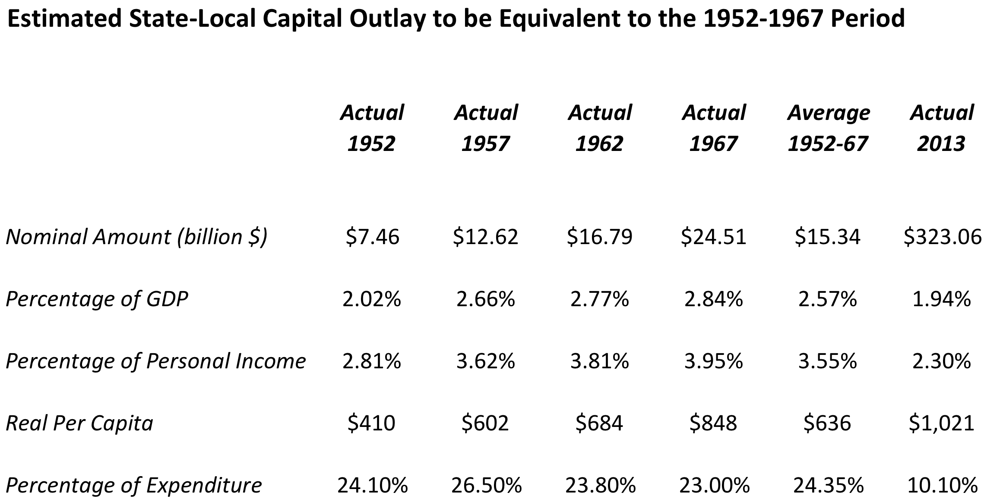 Estimated State-Local Capital Outlay to be Equivalent to the 1952-1967 Period
Actual Actual Actual Actual Average Actual
1952 1957 1962 1967 1952-67 2013
Nominal Amount (billion $) $7.46 $12.62 $16.79 $24.51 $15.34 $323.06
Percentage of GDP 2.02% 2.66% 2.77% 2.84% 2.57% 1.94%
Percentage of Personal Income 2.81% 3.62% 3.81% 3.95% 3.55% 2.30%
Real Per Capita $410 $602 $684 $848 $636 $1,021
Percentage of Expenditure 24.10% 26.50% 23.80% 23.00% 24.35% 10.10%